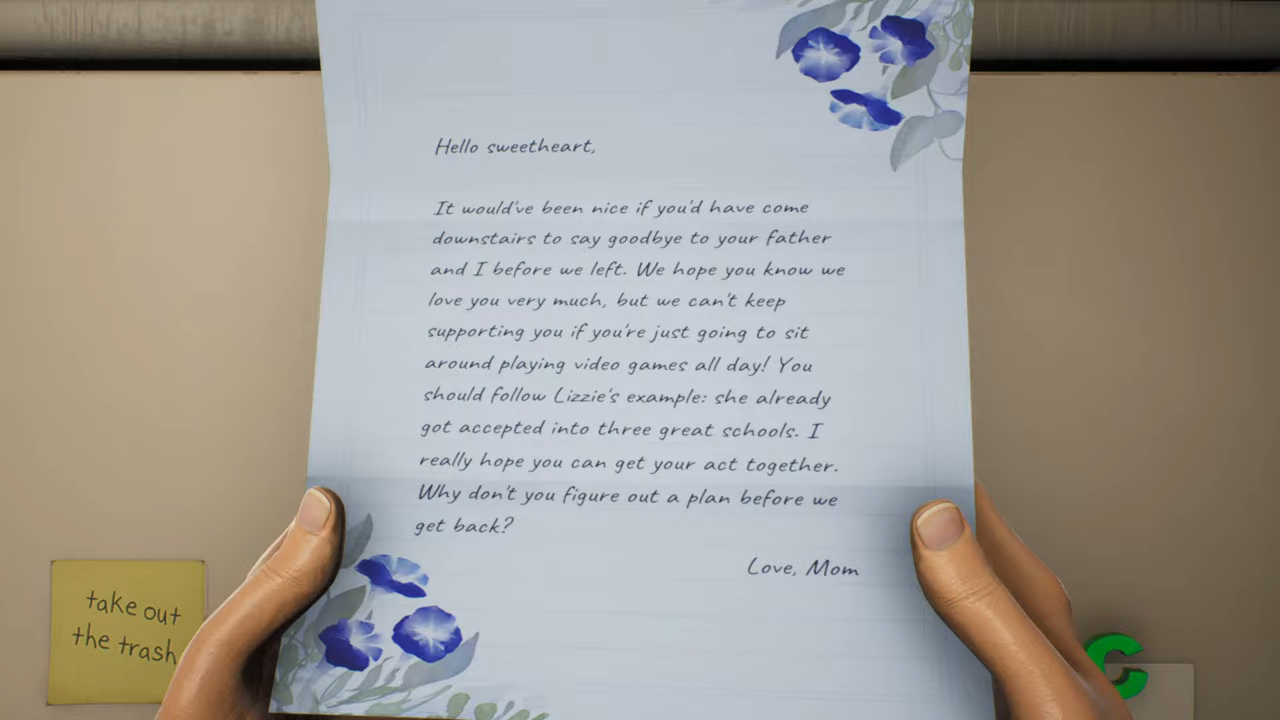 Hello sweetheart,
It would've been nice if you'd have come
downstairs to say goodbye to your father
and I before we left. We hope you know we
love you very much, but we can't keep
supporting you if you're just going to sit
around playing video games all day! You
should follow Lizzie's example: she already
got accepted into three great schools. I
really hope you can get your act together.
Why don't you figure out a plan before we
get back?
Love, Mom
take out
the trash
C